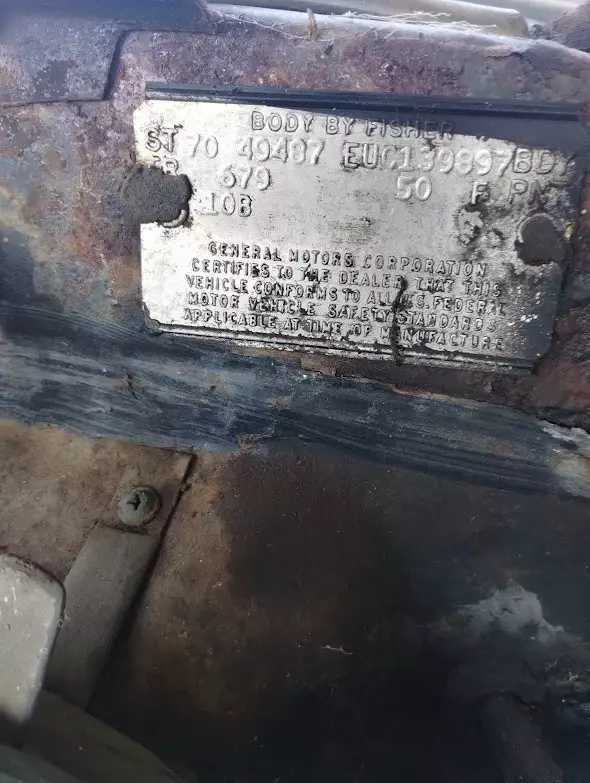 BODY BY FISHER
ST 70 49487 EUC139897BDY
679 50 F PN
10B
GENERAL MOTORS CORPORATION
CERTIFIES TO THE DEALER THAT THIS
VEHICLE CONFORMS TO ALL U.S. FEDERAL
MOTOR VEHICLE SAFETY STANDARDS
APPLICABLE AT TIME OF MANUFACTURE